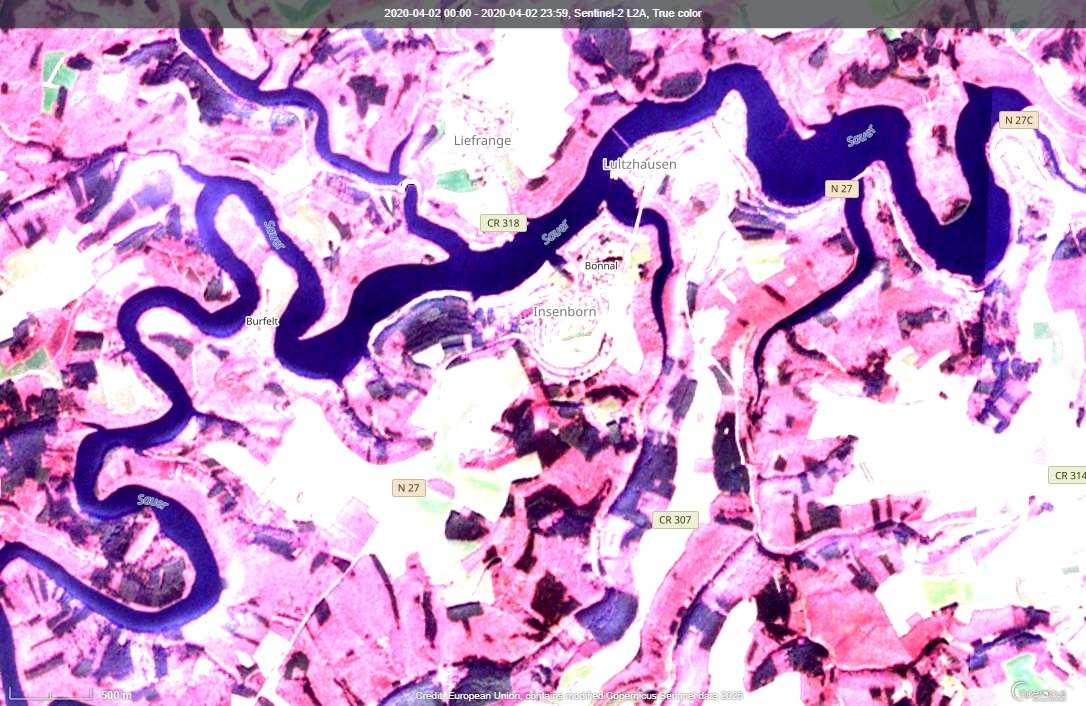 2020-04-02 00:00 - 2020-04-02 23:59, Sentinel-2 L2A, True color
N 27C
Sauer
Liefrange
Lultzhausen
N 27
CR 318
Sauer
Sauer
Bonnal
Insenborn
Burfelt
CR 314
N 27
Sauer
CR 307
500 m
Credit: European Union, contains modified Copernicus Sentinel data 2025
opernicus